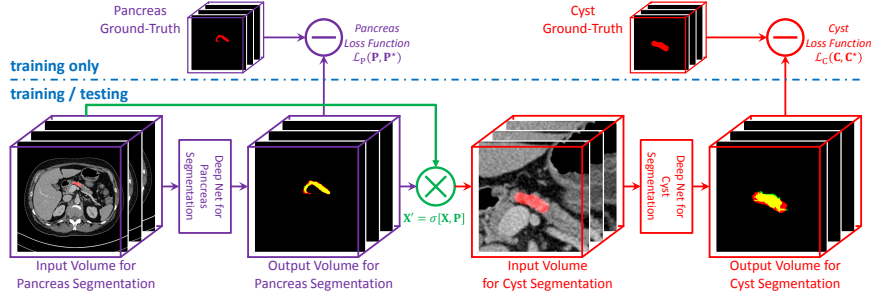 Pancreas
Ground-Truth
Pancreas
Loss Function
ℒ_P(P, P*)
Cyst
Ground-Truth
Cyst
Loss Function
ℒ_C(C, C*)
training only
training / testing
Deep Net for
Pancreas
Segmentation
X′ = σ[X, P]
Deep Net for
Cyst
Segmentation
Input Volume for
Pancreas Segmentation
Output Volume for
Pancreas Segmentation
Input Volume
for Cyst Segmentation
Output Volume for
Cyst Segmentation